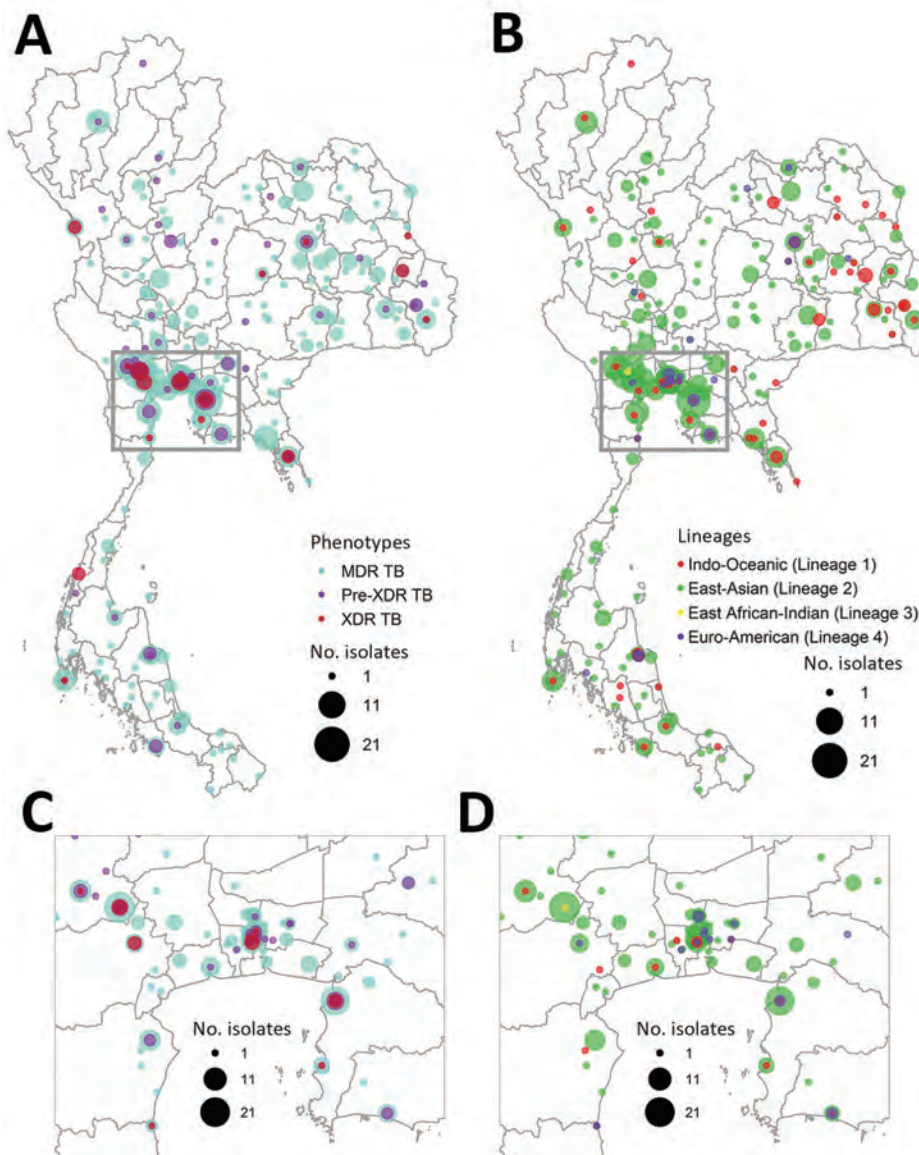 A
B
Phenotypes
MDR TB
Pre-XDR TB
XDR TB
No. isolates
1
11
21
Lineages
Indo-Oceanic (Lineage 1)
East-Asian (Lineage 2)
East African-Indian (Lineage 3)
Euro-American (Lineage 4)
No. isolates
1
11
21
C
D
No. isolates
1
11
21
No. isolates
1
11
21